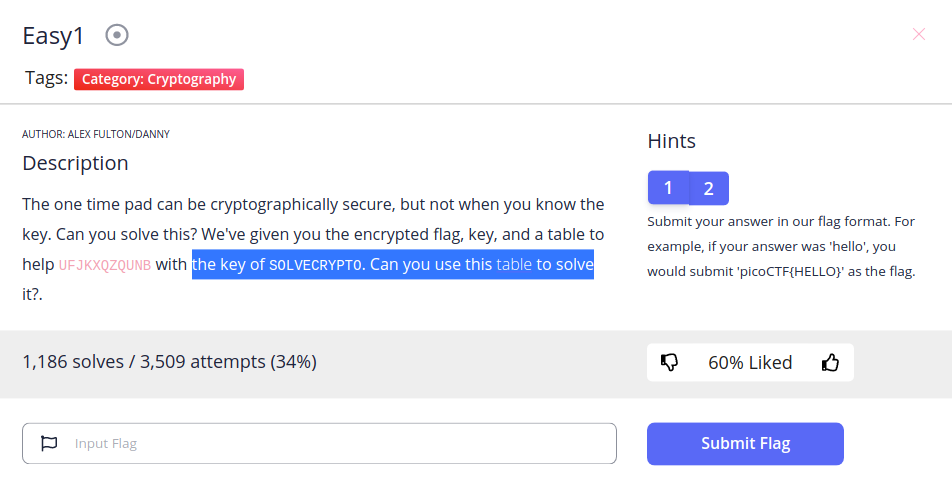 Easy1
Tags: Category: Cryptography
AUTHOR: ALEX FULTON/DANNY
Description
The one time pad can be cryptographically secure, but not when you know the
key. Can you solve this? We've given you the encrypted flag, key, and a table to
help UFJKXQZQUNB with the key of SOLVECRYPTO. Can you use this table to solve
it?.
Hints
1 2
Submit your answer in our flag format. For
example, if your answer was 'hello', you
would submit 'picoCTF{HELLO}' as the flag.
1,186 solves / 3,509 attempts (34%)
60% Liked
Input Flag
Submit Flag